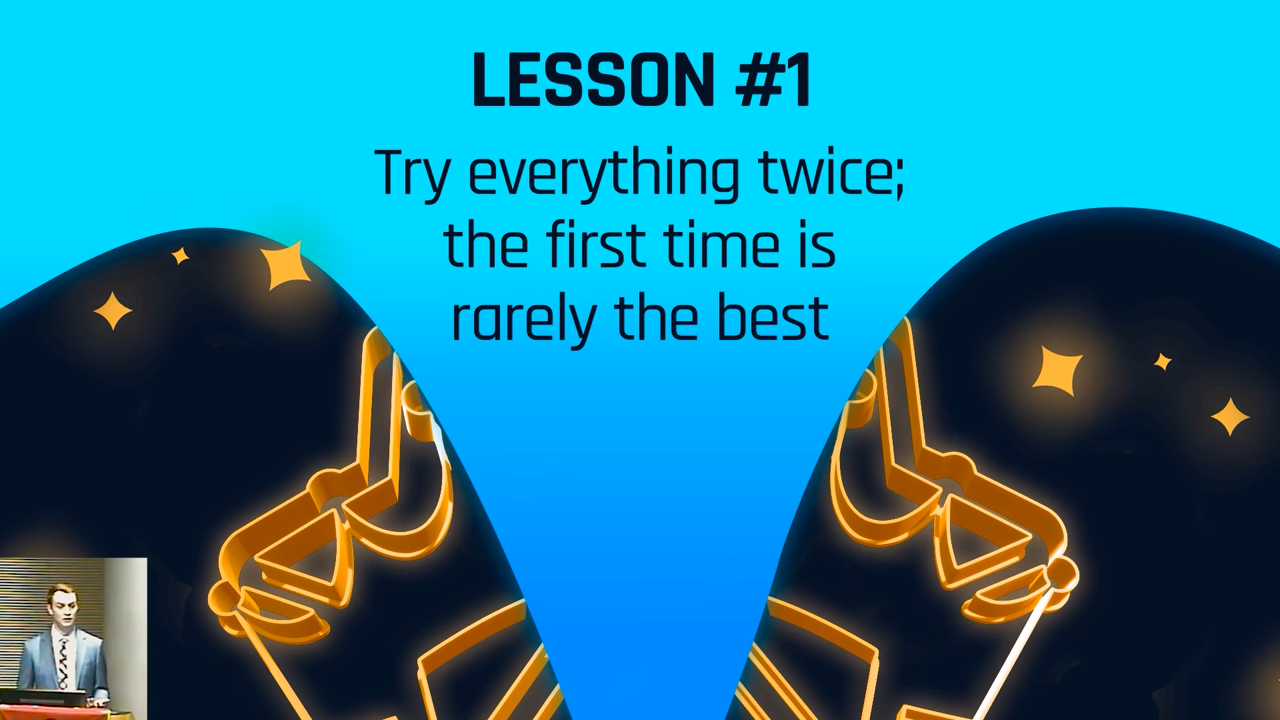 LESSON #1
Try everything twice;
the first time is
rarely the best